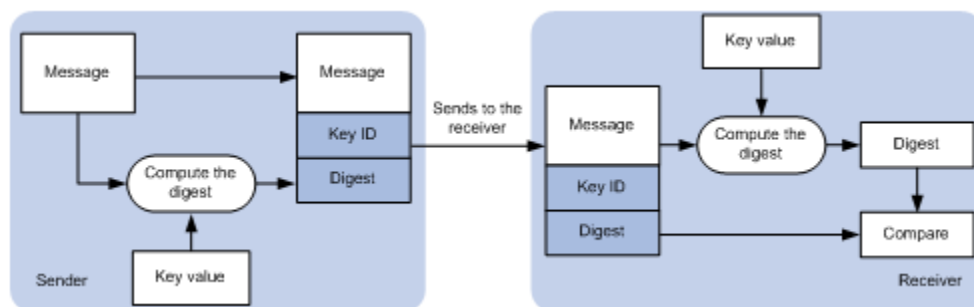 Message
Message
Key ID
Digest
Compute the
digest
Key value
Sender
Sends to the
receiver
Key value
Message
Key ID
Digest
Compute the
digest
Digest
Compare
Receiver